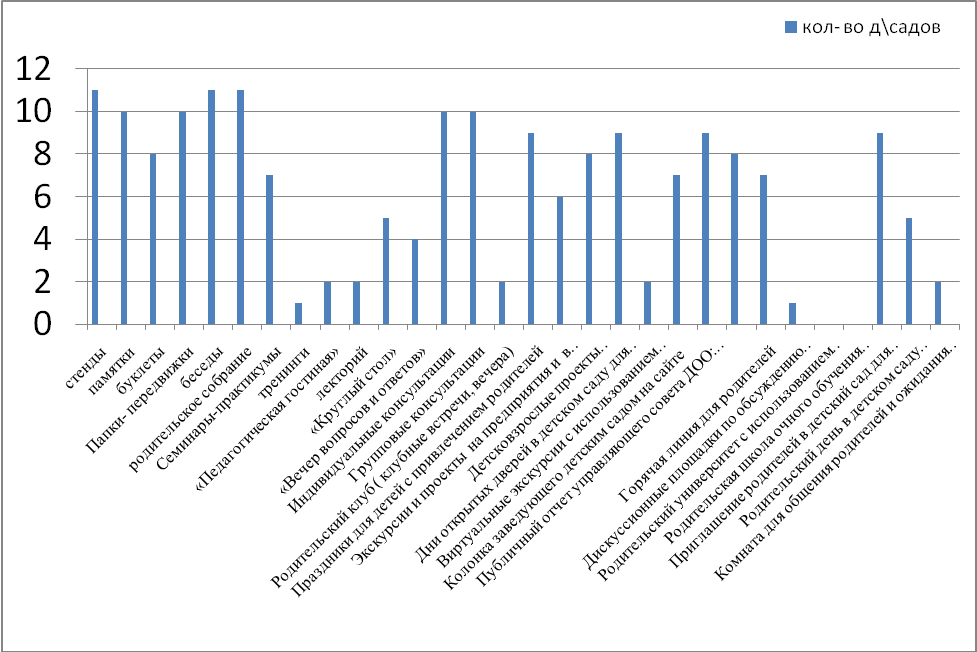 кол- во д\садов
12
10
8
6
4
2
0
стенды
памятки
буклеты
Папки- передвижки
беседы
родительское собрание
Семинары-практикумы
тренинги
«Педагогическая гостиная»
лекторий
«Круглый стол»
«Вечер вопросов и ответов»
Индивидуальные консультации
Групповые консультации
Родительский клуб ( клубные встречи, вечера)
Праздники для детей с привлечением родителей
Экскурсии и проекты на предприятия и в..
Детсковзрослые проекты..
Дни открытых дверей в детском саду для..
Виртуальные экскурсии с использованием..
Колонка заведующего детским садом на сайте
Публичный отчет управляющего совета ДОО:..
Горячая линия для родителей
Дискуссионные площадки по обсуждению..
Родительский университет с использованием..
Родительская школа очного обучения..
Приглашение родителей в детский сад для..
Родительский день в детском саду..
Комната для общения родителей и ожидания..